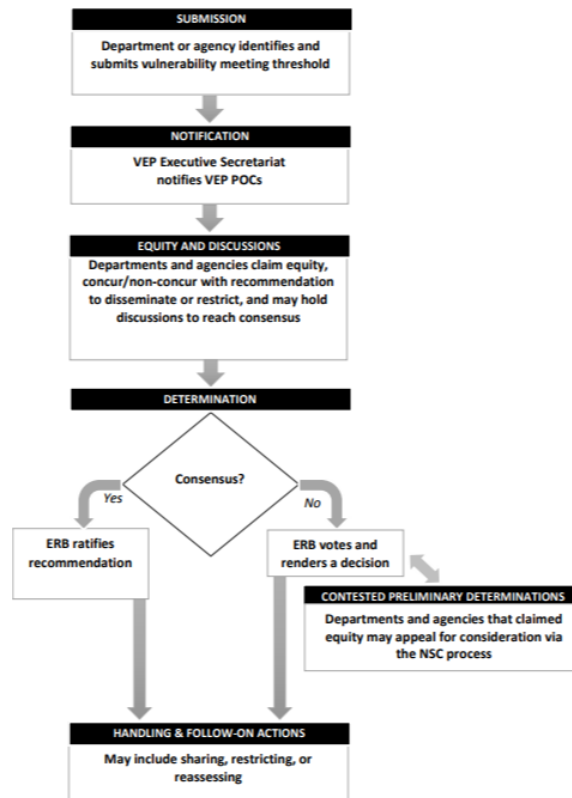 SUBMISSION
Department or agency identifies and
submits vulnerability meeting threshold
NOTIFICATION
VEP Executive Secretariat
notifies VEP POCs
EQUITY AND DISCUSSIONS
Departments and agencies claim equity,
concur/non-concur with recommendation
to disseminate or restrict, and may hold
discussions to reach consensus
DETERMINATION
Consensus?
Yes
No
ERB ratifies
recommendation
ERB votes and
renders a decision
CONTESTED PRELIMINARY DETERMINATIONS
Departments and agencies that claimed
equity may appeal for consideration via
the NSC process
HANDLING & FOLLOW-ON ACTIONS
May include sharing, restricting, or
reassessing